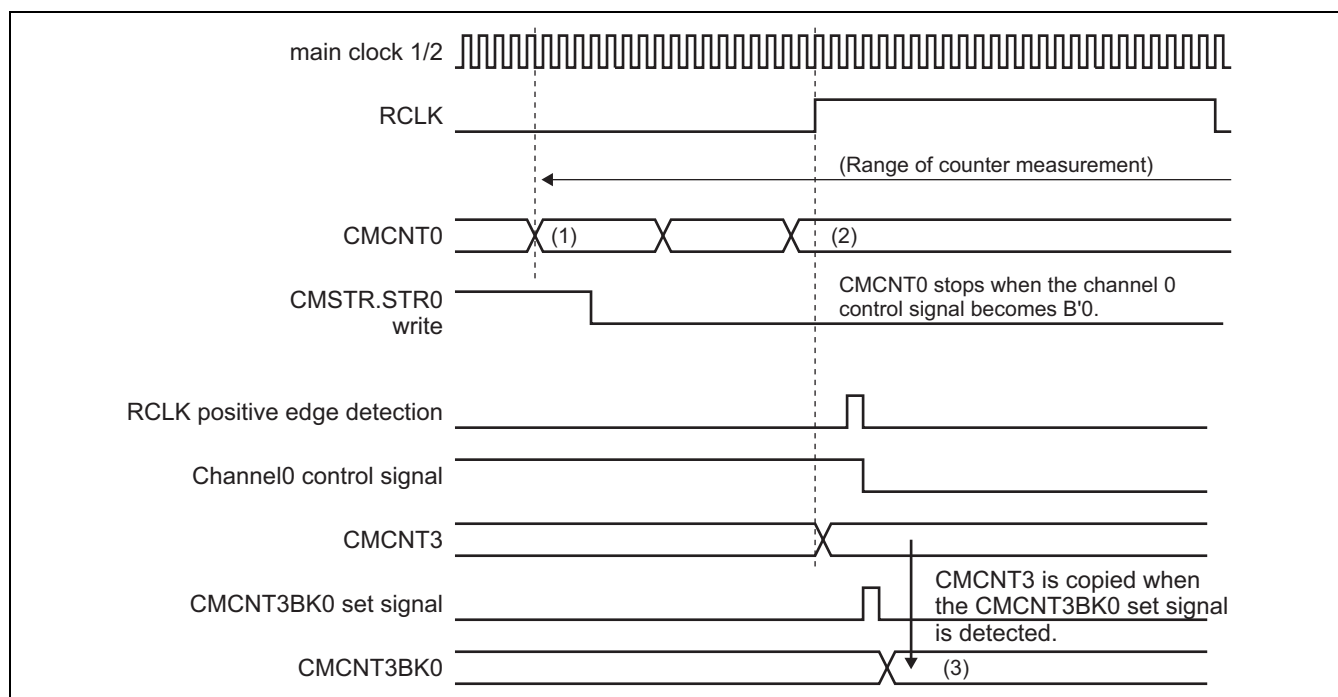 main clock 1/2
RCLK
(Range of counter measurement)
CMCNT0
(1)
(2)
CMSTR.STR0
write
CMCNT0 stops when the channel 0
control signal becomes B'0.
RCLK positive edge detection
Channel0 control signal
CMCNT3
CMCNT3 is copied when
the CMCNT3BK0 set signal
is detected.
CMCNT3BK0 set signal
CMCNT3BK0
(3)